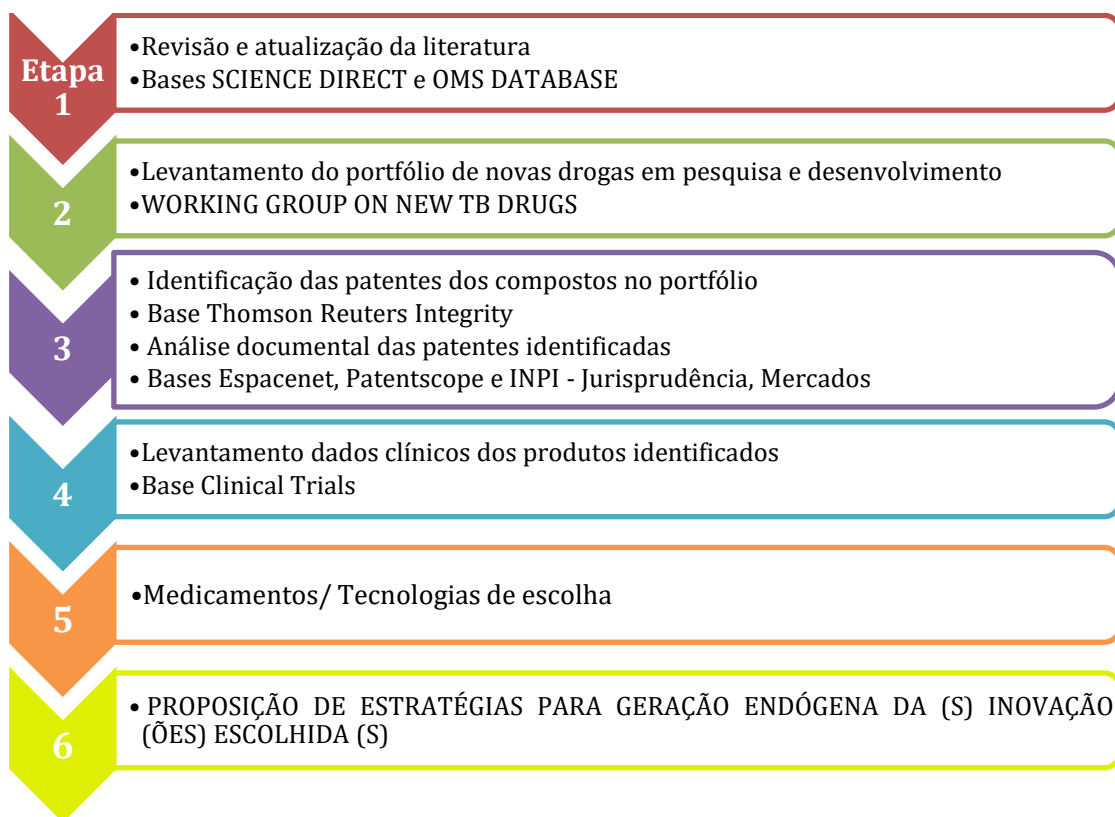 Etapa
1
•Revisão e atualização da literatura
•Bases SCIENCE DIRECT e OMS DATABASE
2
•Levantamento do portfólio de novas drogas em pesquisa e desenvolvimento
•WORKING GROUP ON NEW TB DRUGS
3
• Identificação das patentes dos compostos no portfólio
• Base Thomson Reuters Integrity
• Análise documental das patentes identificadas
• Bases Espacenet, Patentscope e INPI - Jurisprudência, Mercados
4
•Levantamento dados clínicos dos produtos identificados
•Base Clinical Trials
5
•Medicamentos/ Tecnologias de escolha
6
• PROPOSIÇÃO DE ESTRATÉGIAS PARA GERAÇÃO ENDÓGENA DA (S) INOVAÇÃO
(ÕES) ESCOLHIDA (S)